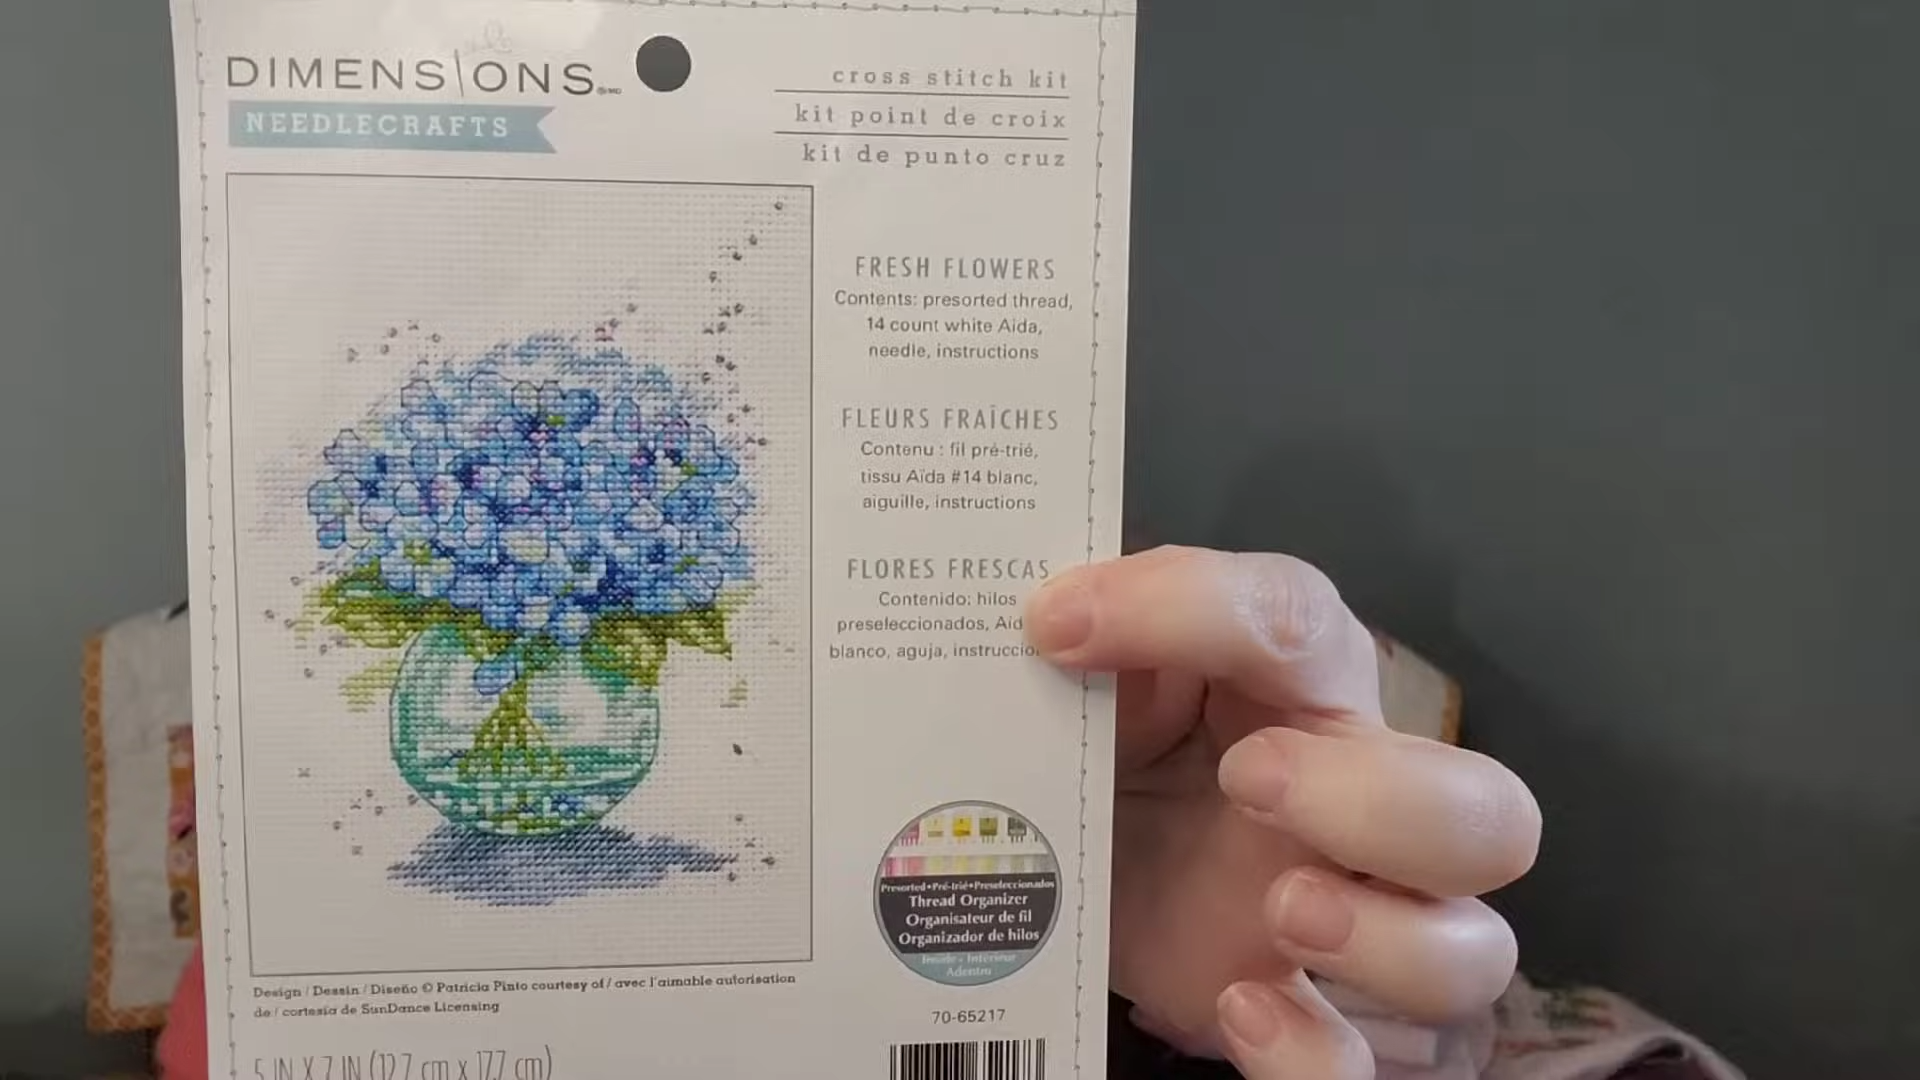 DIMENSIONS
NEEDLECRAFTS
cross stitch kit
kit point de croix
kit de punto cruz
FRESH FLOWERS
Contents: presorted thread,
14 count white Aida,
needle, instructions
FLEURS FRAÎCHES
Contenu : fil pré-trié,
tissu Aïda #14 blanc,
aiguille, instructions
FLORES FRESCAS
Contenido: hilos
preseleccionados,
blanco, aguja,
Presorted•Pré-trié•Preseleccionados
Thread Organizer
Organisateur de fil
Organizador de hilos
Inside - Intérieur
Adentro
70-65217
Design / Dessin / Diseño © Patricia Pinto courtesy of / avec l'aimable autorisation
de / cortesía de SunDance Licensing
5 IN X 7 IN (12.7 cm x 17.7 cm)